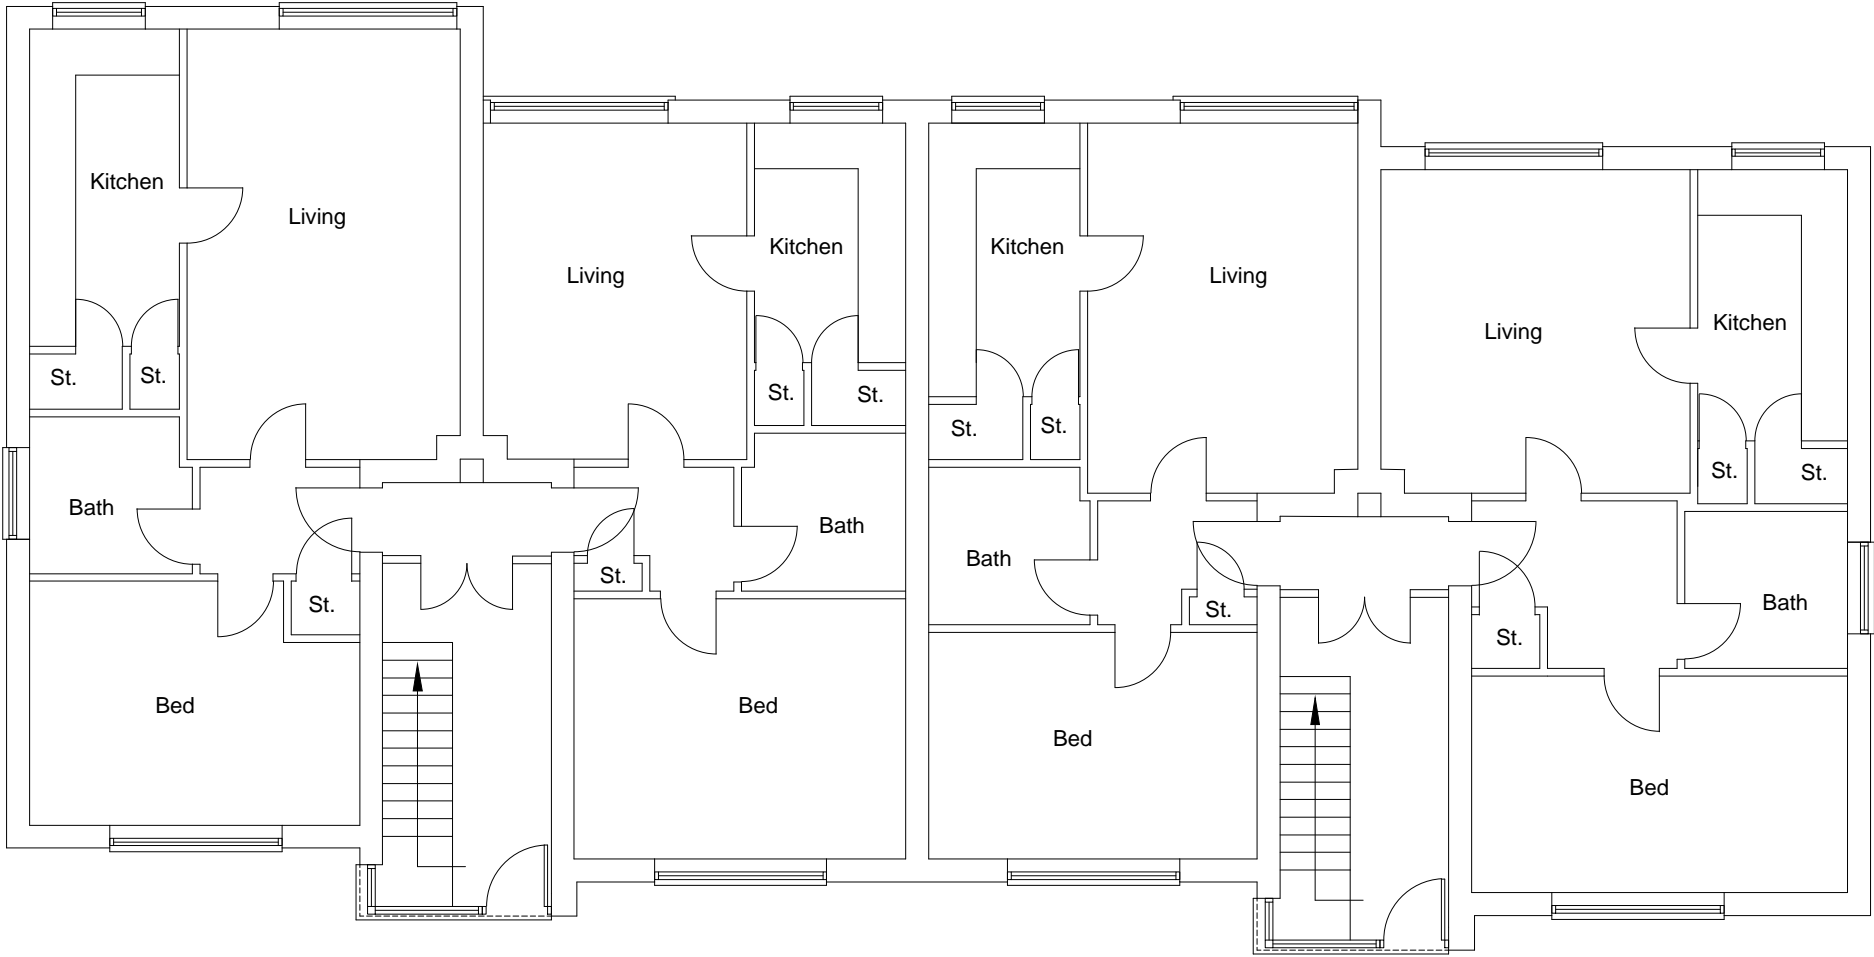 Kitchen
Living
St.
St.
Bath
St.
Bed
Living
Kitchen
St.
St.
Bath
St.
Bed
Kitchen
Living
St.
St.
Bath
St.
Bed
Living
Kitchen
St.
St.
Bath
St.
Bed